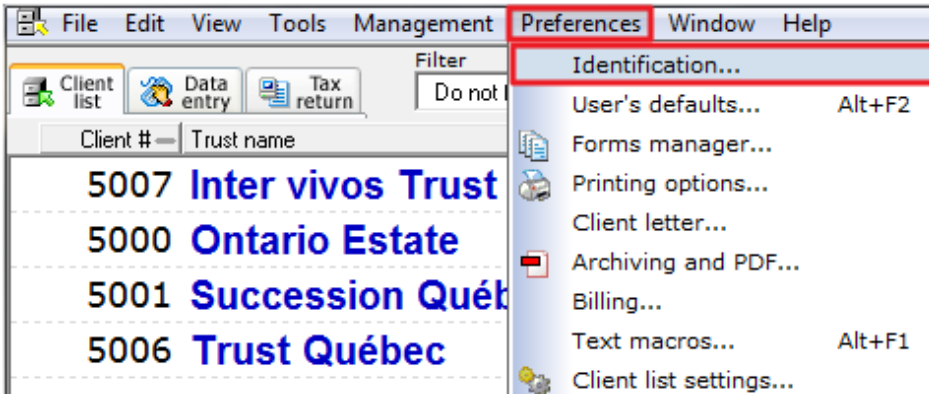 File Edit View Tools Management Preferences Window Help
Filter
Client list
Data entry
Tax return
Do not
Client # Trust name
5007 Inter vivos Trust
5000 Ontario Estate
5001 Succession Québ
5006 Trust Québec
Identification...
User's defaults... Alt+F2
Forms manager...
Printing options...
Client letter...
Archiving and PDF...
Billing...
Text macros... Alt+F1
Client list settings...